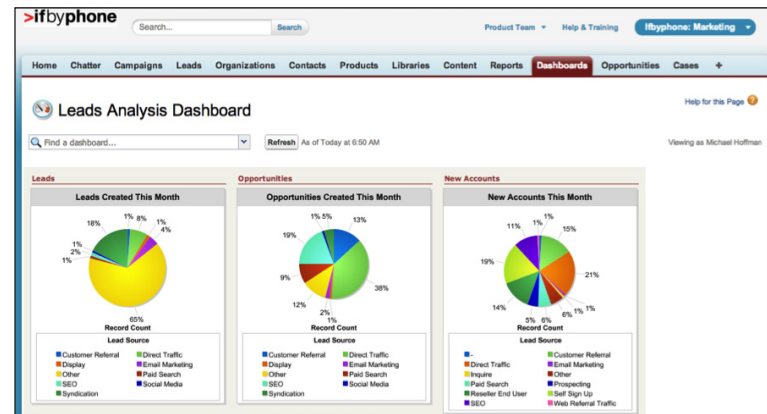 >ifbyphone
Search... Search
Product Team Help & Training Ifbyphone: Marketing
Home Chatter Campaigns Leads Organizations Contacts Products Libraries Content Reports Dashboards Opportunities Cases +
Leads Analysis Dashboard
Help for this Page ?
Find a dashboard... Refresh As of Today at 6:50 AM
Viewing as Michael Hoffman
Leads
Leads Created This Month
1% 8% 1%
4%
18%
1%
2%
1%
65%
Record Count
Lead Source
Customer Referral Direct Traffic
Display Email Marketing
Other Paid Search
SEO Social Media
Syndication
Opportunities
Opportunities Created This Month
1% 5% 13%
19%
9%
38%
12%
2%
1%
Record Count
Lead Source
Customer Referral Direct Traffic
Display Email Marketing
Other Paid Search
SEO Social Media
Syndication
New Accounts
New Accounts This Month
1% 1%
11% 15%
19%
21%
14%
1%
1%
5% 6% 6%
Record Count
Lead Source
- Customer Referral
Direct Traffic Email Marketing
Inquire Other
Paid Search Prospecting
Reseller End User Self Sign Up
SEO Web Referral Traffic